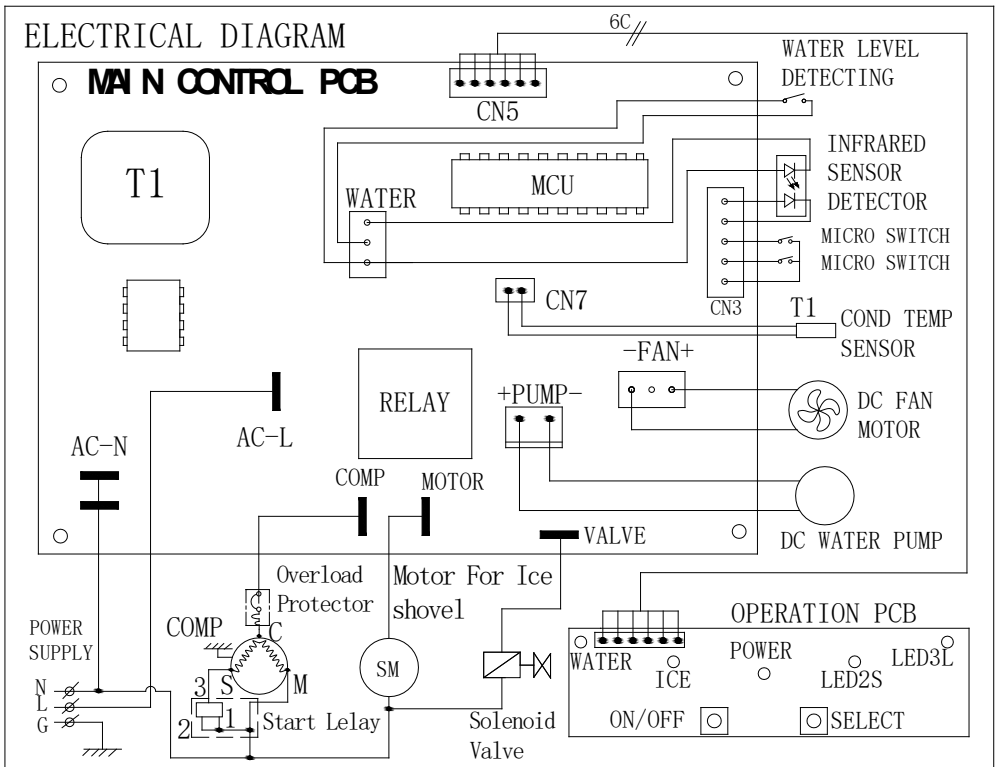 ELECTRICAL DIAGRAM
6C
WATER LEVEL
DETECTING
MAIN CONTROL PCB
CN5
T1
MCU
WATER
INFRARED
SENSOR
DETECTOR
MICRO SWITCH
MICRO SWITCH
CN3
CN7
T1
COND TEMP
SENSOR
-FAN+
RELAY
+PUMP-
DC FAN
MOTOR
AC-L
AC-N
COMP
MOTOR
VALVE
DC WATER PUMP
Overload
Protector
Motor For Ice
shovel
COMP
C
S
M
SM
POWER
SUPPLY
N
L
G
3
2
1
Start Lelay
Solenoid
Valve
OPERATION PCB
WATER
ICE
POWER
LED2S
LED3L
ON/OFF
SELECT